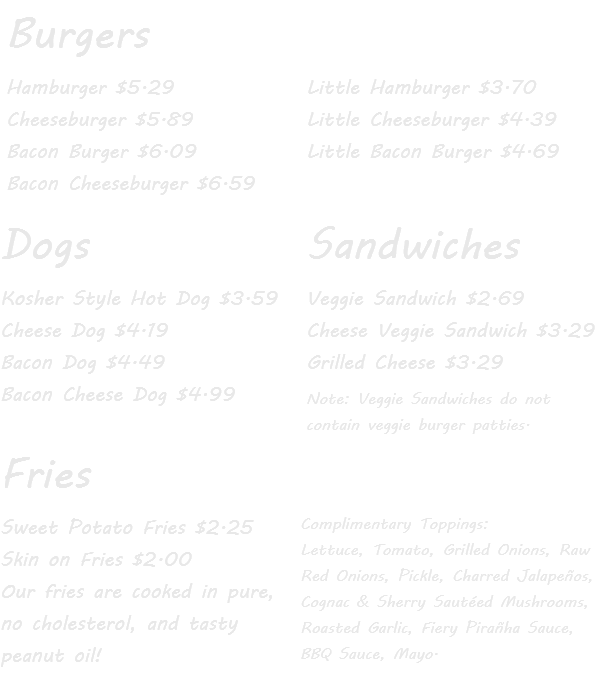 Burgers
Hamburger $5.29
Cheeseburger $5.89
Bacon Burger $6.09
Bacon Cheeseburger $6.59
Little Hamburger $3.70
Little Cheeseburger $4.39
Little Bacon Burger $4.69
Dogs
Kosher Style Hot Dog $3.59
Cheese Dog $4.19
Bacon Dog $4.49
Bacon Cheese Dog $4.99
Sandwiches
Veggie Sandwich $2.69
Cheese Veggie Sandwich $3.29
Grilled Cheese $3.29
Note: Veggie Sandwiches do not
contain veggie burger patties.
Fries
Sweet Potato Fries $2.25
Skin on Fries $2.00
Our fries are cooked in pure,
no cholesterol, and tasty
peanut oil!
Complimentary Toppings:
Lettuce, Tomato, Grilled Onions, Raw
Red Onions, Pickle, Charred Jalapeños,
Cognac & Sherry Sautéed Mushrooms,
Roasted Garlic, Fiery Pirañha Sauce,
BBQ Sauce, Mayo.